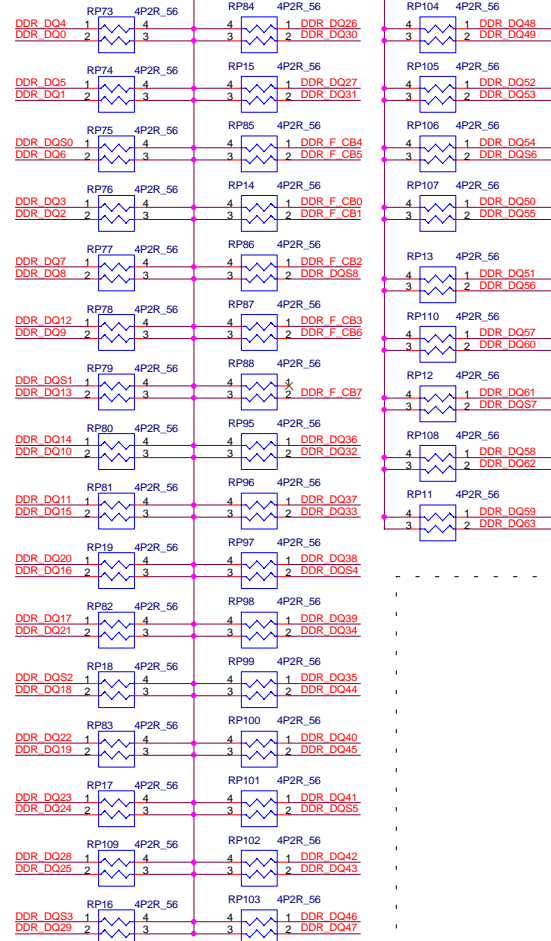 RP73 4P2R_56
DDR_DQ4 1 4
DDR_DQ0 2 3
RP74 4P2R_56
DDR_DQ5 1 4
DDR_DQ1 2 3
RP75 4P2R_56
DDR_DQS0 1 4
DDR_DQ6 2 3
RP76 4P2R_56
DDR_DQ3 1 4
DDR_DQ2 2 3
RP77 4P2R_56
DDR_DQ7 1 4
DDR_DQ8 2 3
RP78 4P2R_56
DDR_DQ12 1 4
DDR_DQ9 2 3
RP79 4P2R_56
DDR_DQS1 1 4
DDR_DQ13 2 3
RP80 4P2R_56
DDR_DQ14 1 4
DDR_DQ10 2 3
RP81 4P2R_56
DDR_DQ11 1 4
DDR_DQ15 2 3
RP19 4P2R_56
DDR_DQ20 1 4
DDR_DQ16 2 3
RP82 4P2R_56
DDR_DQ17 1 4
DDR_DQ21 2 3
RP18 4P2R_56
DDR_DQS2 1 4
DDR_DQ18 2 3
RP83 4P2R_56
DDR_DQ22 1 4
DDR_DQ19 2 3
RP17 4P2R_56
DDR_DQ23 1 4
DDR_DQ24 2 3
RP109 4P2R_56
DDR_DQ28 1 4
DDR_DQ25 2 3
RP16 4P2R_56
DDR_DQS3 1 4
DDR_DQ29 2 3
RP84 4P2R_56
4 1 DDR_DQ26
3 2 DDR_DQ30
RP15 4P2R_56
4 1 DDR_DQ27
3 2 DDR_DQ31
RP85 4P2R_56
4 1 DDR_F_CB4
3 2 DDR_F_CB5
RP14 4P2R_56
4 1 DDR_F_CB0
3 2 DDR_F_CB1
RP86 4P2R_56
4 1 DDR_F_CB2
3 2 DDR_DQS8
RP87 4P2R_56
4 1 DDR_F_CB3
3 2 DDR_F_CB6
RP88 4P2R_56
4 1
3 2 DDR_F_CB7
RP95 4P2R_56
4 1 DDR_DQ36
3 2 DDR_DQ32
RP96 4P2R_56
4 1 DDR_DQ37
3 2 DDR_DQ33
RP97 4P2R_56
4 1 DDR_DQ38
3 2 DDR_DQS4
RP98 4P2R_56
4 1 DDR_DQ39
3 2 DDR_DQ34
RP99 4P2R_56
4 1 DDR_DQ35
3 2 DDR_DQ44
RP100 4P2R_56
4 1 DDR_DQ40
3 2 DDR_DQ45
RP101 4P2R_56
4 1 DDR_DQ41
3 2 DDR_DQS5
RP102 4P2R_56
4 1 DDR_DQ42
3 2 DDR_DQ43
RP103 4P2R_56
4 1 DDR_DQ46
3 2 DDR_DQ47
RP104 4P2R_56
4 1 DDR_DQ48
3 2 DDR_DQ49
RP105 4P2R_56
4 1 DDR_DQ52
3 2 DDR_DQ53
RP106 4P2R_56
4 1 DDR_DQ54
3 2 DDR_DQS6
RP107 4P2R_56
4 1 DDR_DQ50
3 2 DDR_DQ55
RP13 4P2R_56
4 1 DDR_DQ51
3 2 DDR_DQ56
RP110 4P2R_56
4 1 DDR_DQ57
3 2 DDR_DQ60
RP12 4P2R_56
4 1 DDR_DQ61
3 2 DDR_DQS7
RP108 4P2R_56
4 1 DDR_DQ58
3 2 DDR_DQ62
RP11 4P2R_56
4 1 DDR_DQ59
3 2 DDR_DQ63